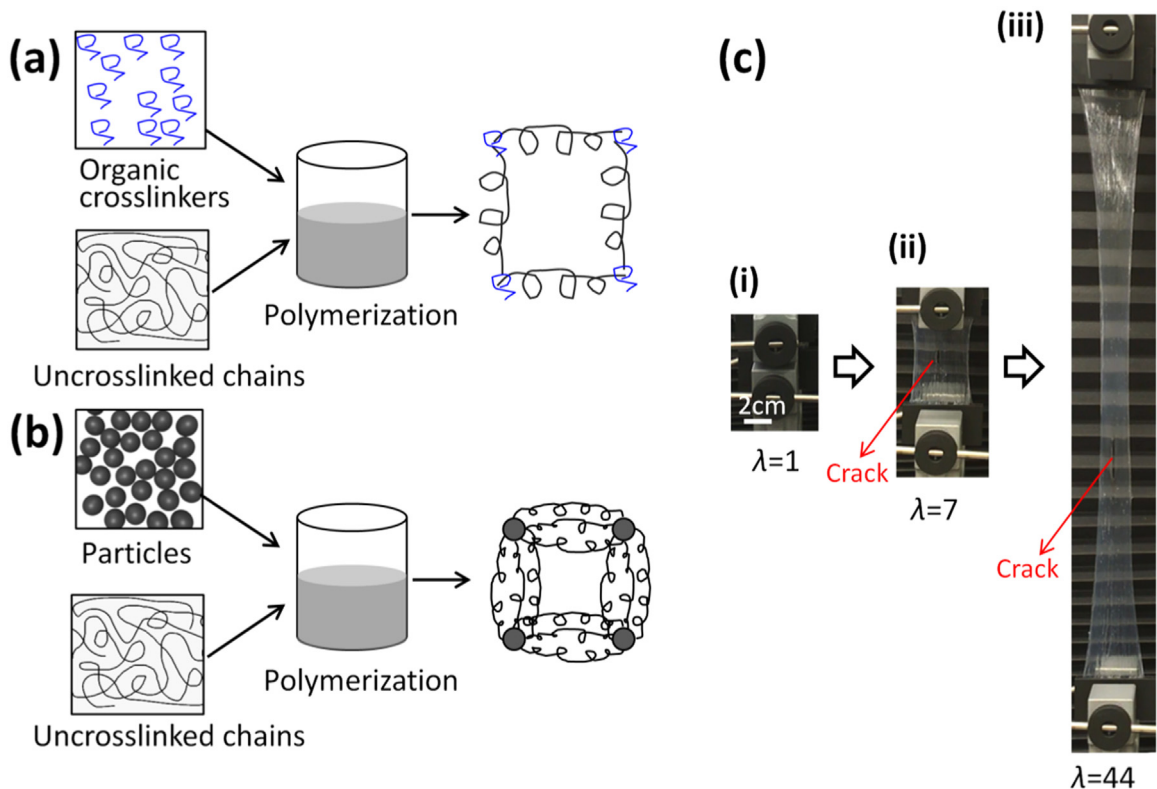 (a)
Organic
crosslinkers
Uncrosslinked chains
Polymerization
(b)
Particles
Uncrosslinked chains
Polymerization
(c)
(i)
2cm
λ=1
(ii)
Crack
λ=7
(iii)
Crack
λ=44